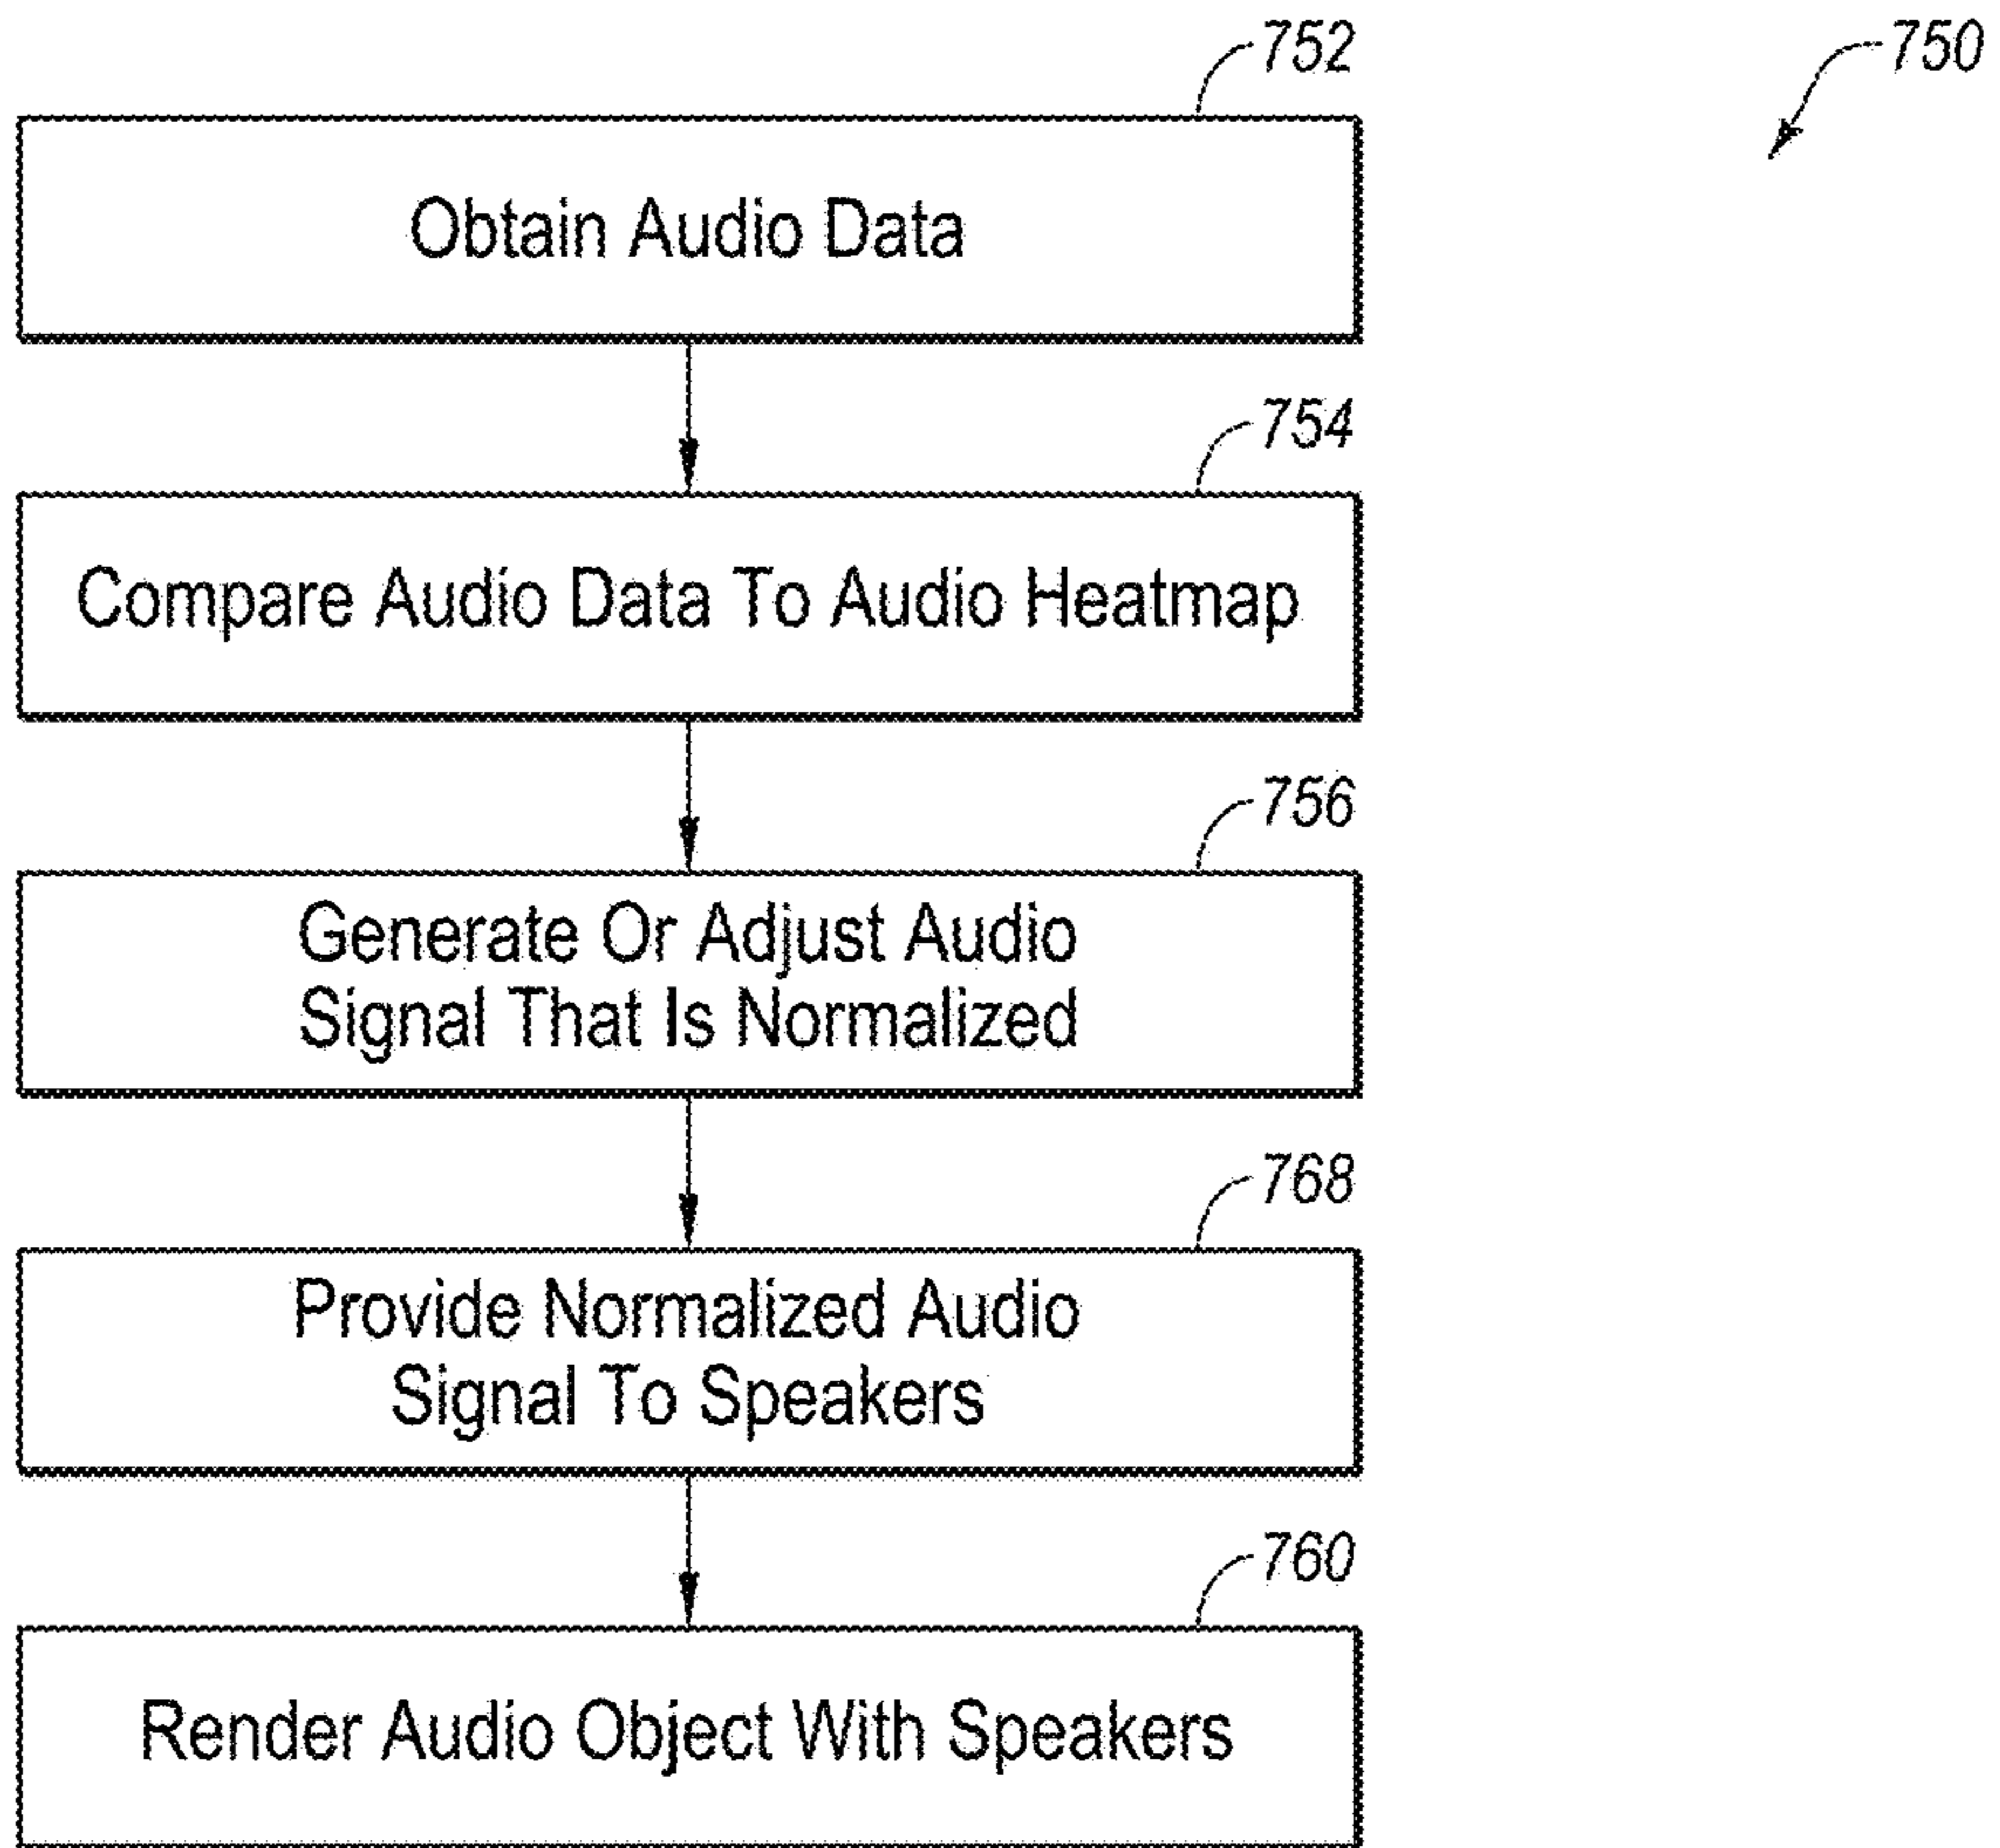 752
750
Obtain Audio Data
754
Compare Audio Data To Audio Heatmap
756
Generate Or Adjust Audio
Signal That Is Normalized
768
Provide Normalized Audio
Signal To Speakers
760
Render Audio Object With Speakers